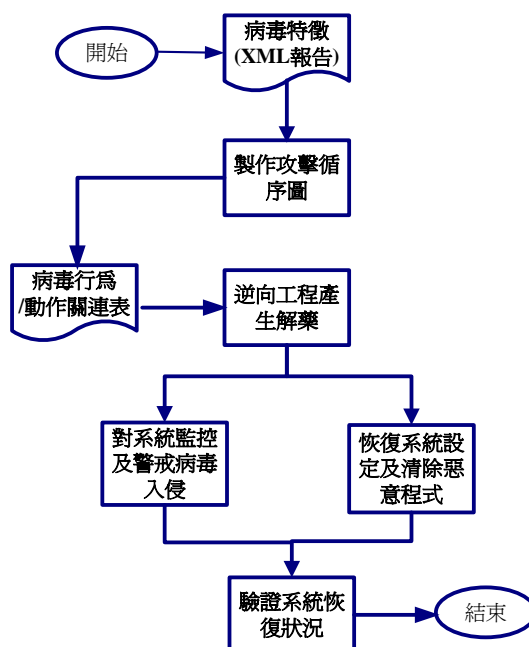 開始
病毒特徵
(XML報告)
製作攻擊循
序圖
病毒行為
/動作關連表
逆向工程產
生解藥
對系統監控
及警戒病毒
入侵
恢復系統設
定及清除惡
意程式
驗證系統恢
復狀況
結束